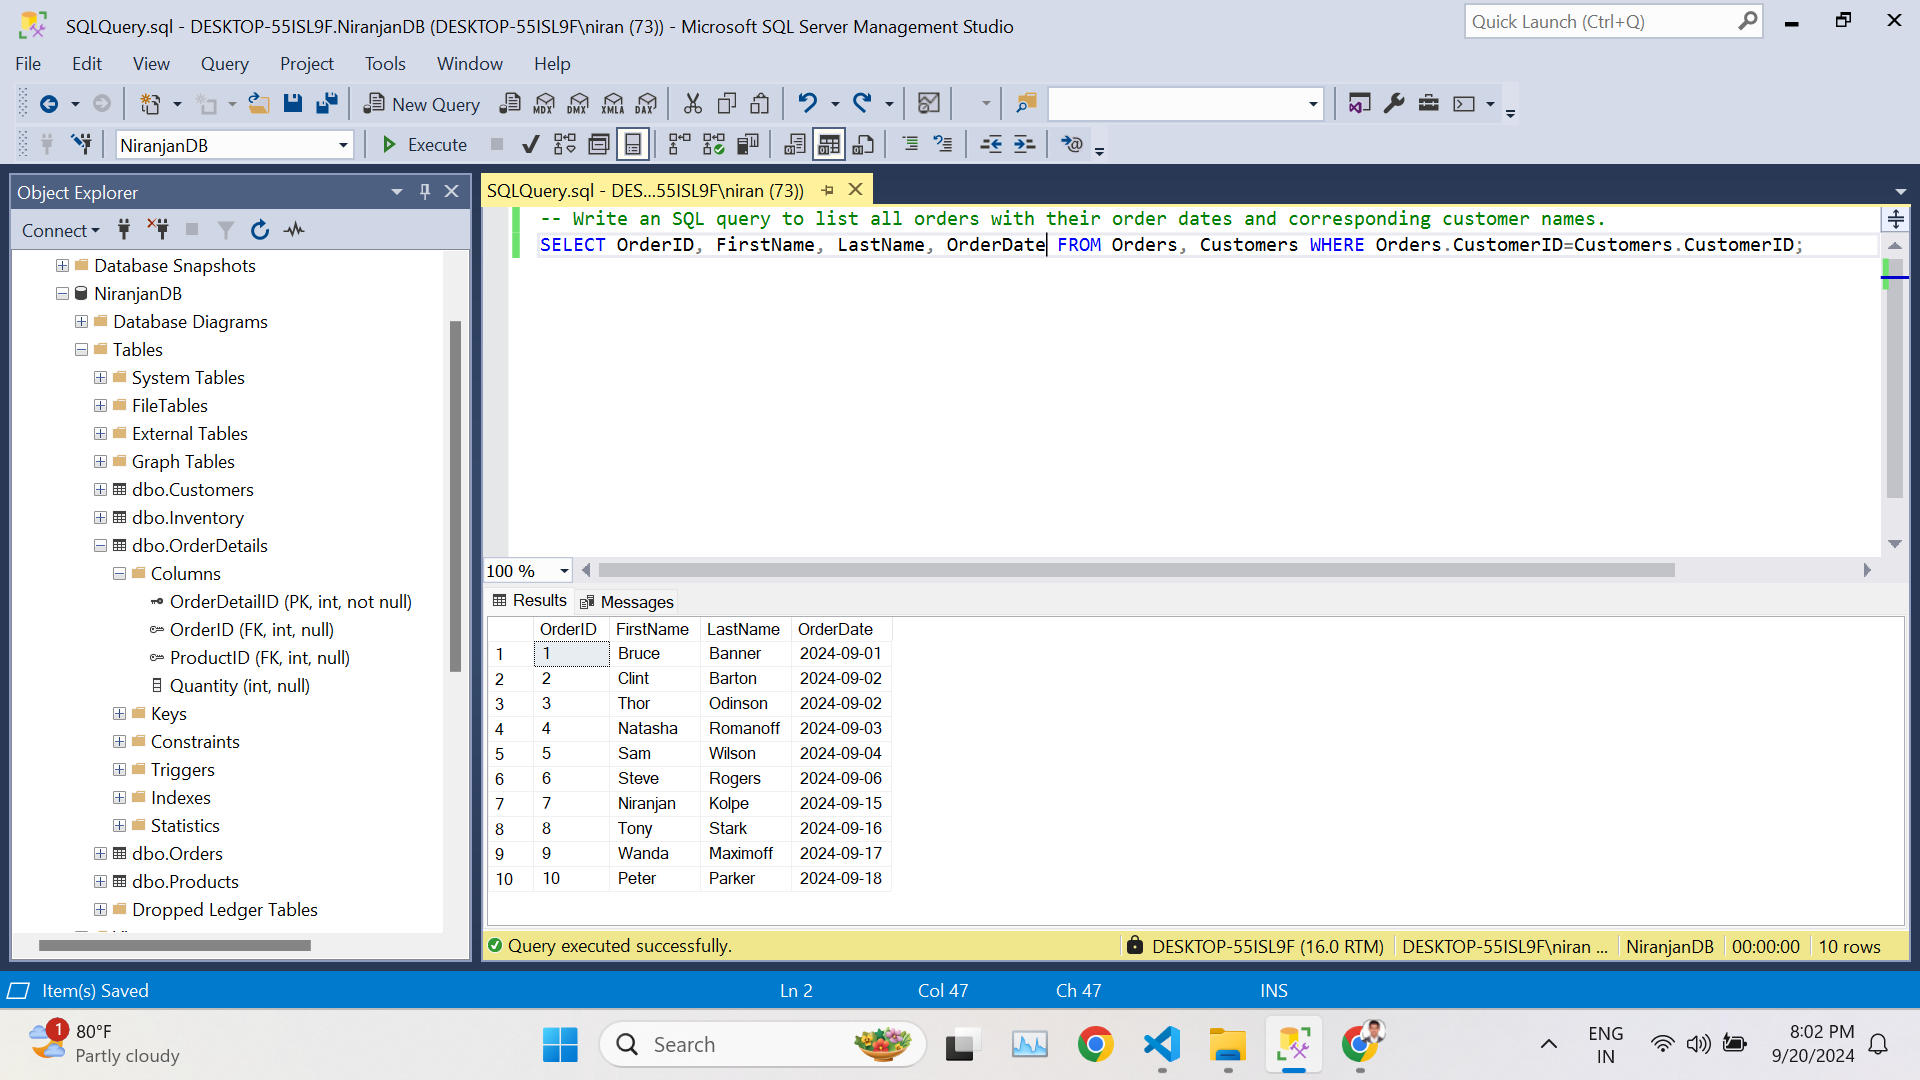 SQLQuery.sql - DESKTOP-55ISL9F.NiranjanDB (DESKTOP-55ISL9F\niran (73)) - Microsoft SQL Server Management Studio
Quick Launch (Ctrl+Q)
File Edit View Query Project Tools Window Help
New Query MDX DMX XMLA DAX
NiranjanDB Execute
Object Explorer
Connect
Database Snapshots
NiranjanDB
Database Diagrams
Tables
System Tables
FileTables
External Tables
Graph Tables
dbo.Customers
dbo.Inventory
dbo.OrderDetails
Columns
OrderDetailID (PK, int, not null)
OrderID (FK, int, null)
ProductID (FK, int, null)
Quantity (int, null)
Keys
Constraints
Triggers
Indexes
Statistics
dbo.Orders
dbo.Products
Dropped Ledger Tables
SQLQuery.sql - DES...55ISL9F\niran (73))
-- Write an SQL query to list all orders with their order dates and corresponding customer names.
SELECT OrderID, FirstName, LastName, OrderDate FROM Orders, Customers WHERE Orders.CustomerID=Customers.CustomerID;
100 %
Results Messages
OrderID FirstName LastName OrderDate
1 1 Bruce Banner 2024-09-01
2 2 Clint Barton 2024-09-02
3 3 Thor Odinson 2024-09-02
4 4 Natasha Romanoff 2024-09-03
5 5 Sam Wilson 2024-09-04
6 6 Steve Rogers 2024-09-06
7 7 Niranjan Kolpe 2024-09-15
8 8 Tony Stark 2024-09-16
9 9 Wanda Maximoff 2024-09-17
10 10 Peter Parker 2024-09-18
Query executed successfully. DESKTOP-55ISL9F (16.0 RTM) DESKTOP-55ISL9F\niran ... NiranjanDB 00:00:00 10 rows
Item(s) Saved Ln 2 Col 47 Ch 47 INS
1 80°F
Partly cloudy
Search
ENG
IN
8:02 PM
9/20/2024